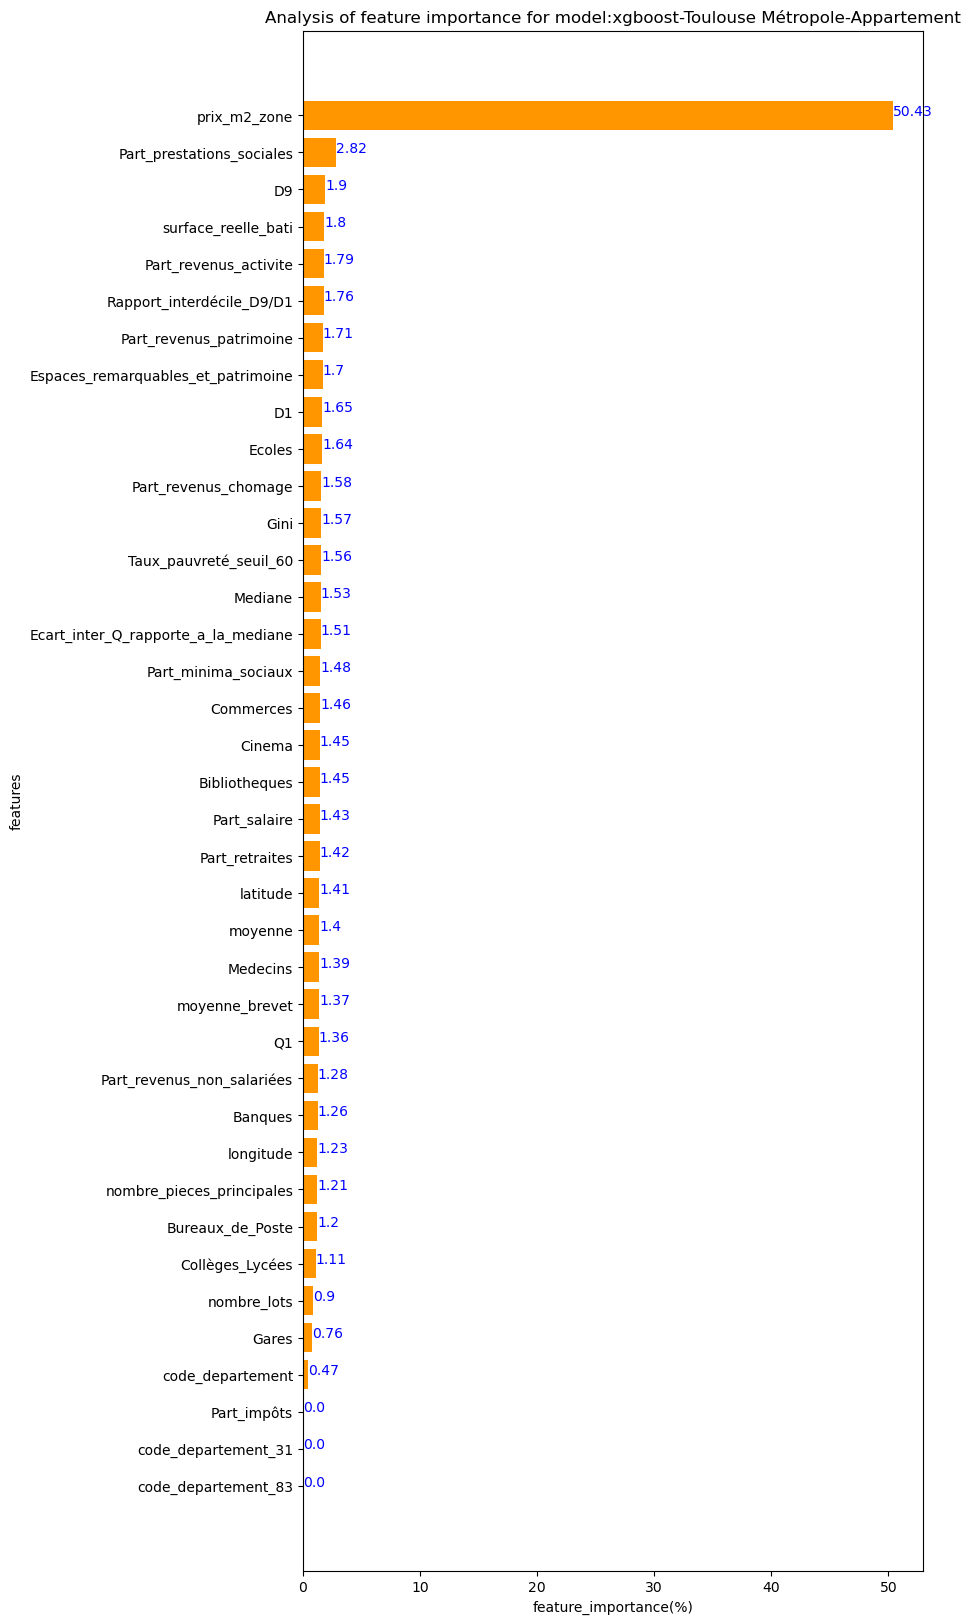 Analysis of feature importance for model:xgboost-Toulouse Métropole-Appartement
prix_m2_zone 50.43
Part_prestations_sociales 2.82
D9 1.9
surface_reelle_bati 1.8
Part_revenus_activite 1.79
Rapport_interdécile_D9/D1 1.76
Part_revenus_patrimoine 1.71
Espaces_remarquables_et_patrimoine 1.7
D1 1.65
Ecoles 1.64
Part_revenus_chomage 1.58
Gini 1.57
Taux_pauvreté_seuil_60 1.56
Mediane 1.53
Ecart_inter_Q_rapporte_a_la_mediane 1.51
Part_minima_sociaux 1.48
Commerces 1.46
Cinema 1.45
Bibliotheques 1.45
Part_salaire 1.43
Part_retraites 1.42
latitude 1.41
moyenne 1.4
Medecins 1.39
moyenne_brevet 1.37
Q1 1.36
Part_revenus_non_salariées 1.28
Banques 1.26
longitude 1.23
nombre_pieces_principales 1.21
Bureaux_de_Poste 1.2
Collèges_Lycées 1.11
nombre_lots 0.9
Gares 0.76
code_departement 0.47
Part_impôts 0.0
code_departement_31 0.0
code_departement_83 0.0
features
0 10 20 30 40 50
feature_importance(%)